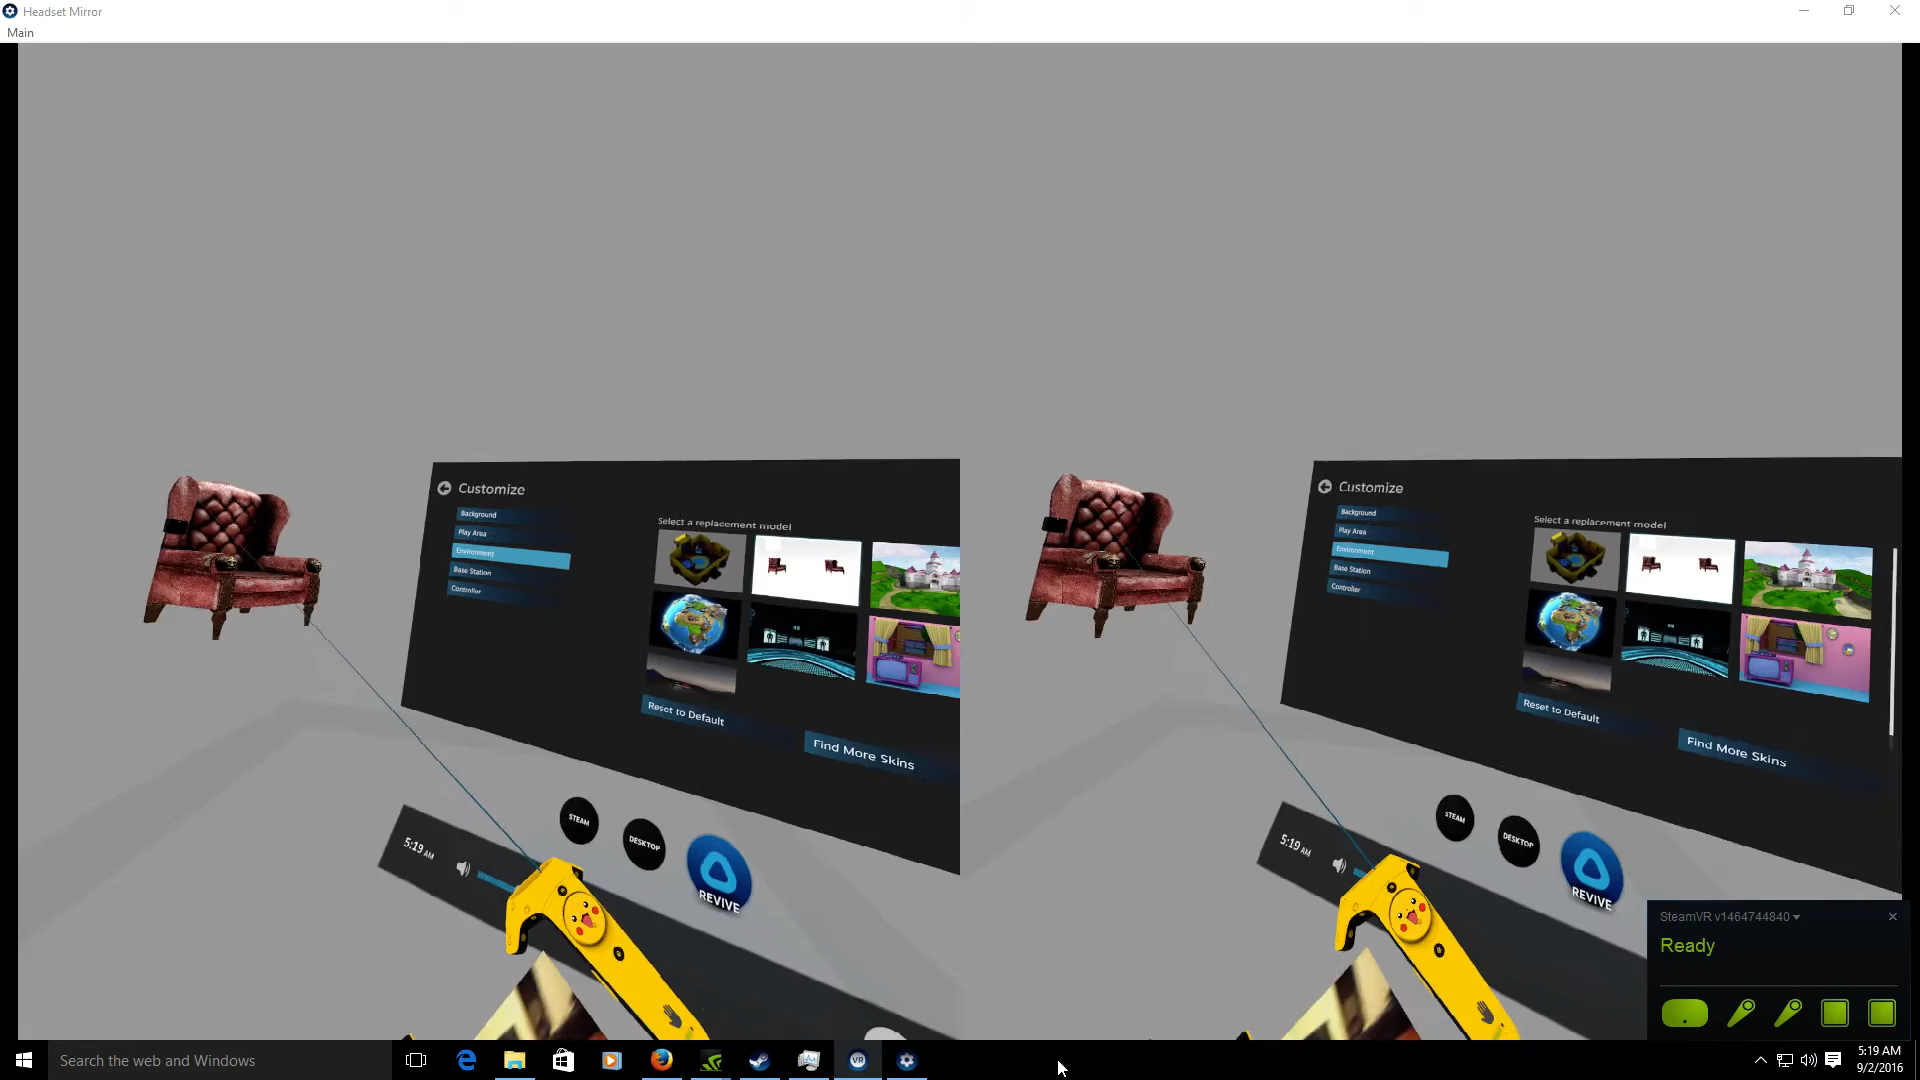 Headset Mirror
Main
Customize
Background
Play Area
Environment
Base Station
Controller
Select a replacement model
Reset to Default
Find More Skins
STEAM
DESKTOP
REVIVE
5:19 AM
Customize
Background
Play Area
Environment
Base Station
Controller
Select a replacement model
Reset to Default
Find More Skins
STEAM
DESKTOP
REVIVE
5:19 AM
SteamVR v1464744840
Ready
Search the web and Windows
VR
5:19 AM
9/2/2016